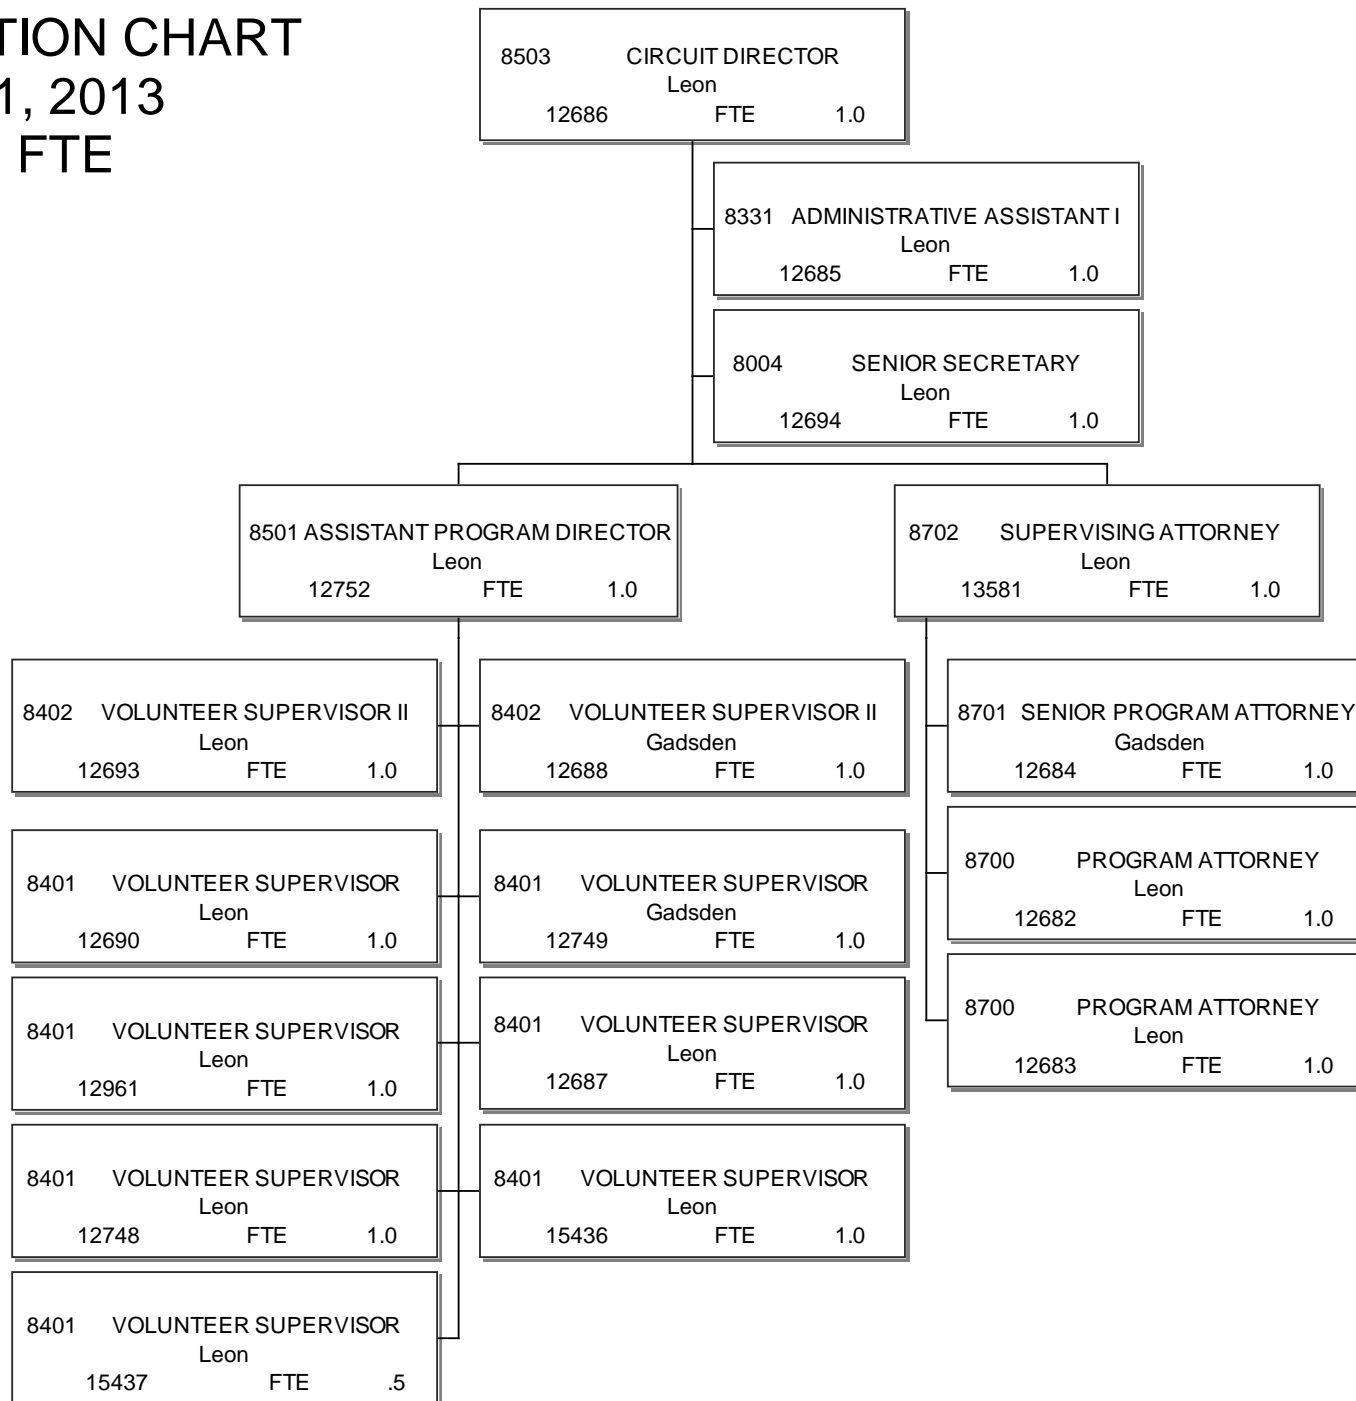 TION CHART
1, 2013
FTE
8503 CIRCUIT DIRECTOR
Leon
12686 FTE 1.0
8331 ADMINISTRATIVE ASSISTANT I
Leon
12685 FTE 1.0
8004 SENIOR SECRETARY
Leon
12694 FTE 1.0
8501 ASSISTANT PROGRAM DIRECTOR
Leon
12752 FTE 1.0
8702 SUPERVISING ATTORNEY
Leon
13581 FTE 1.0
8402 VOLUNTEER SUPERVISOR II
Leon
12693 FTE 1.0
8402 VOLUNTEER SUPERVISOR II
Gadsden
12688 FTE 1.0
8701 SENIOR PROGRAM ATTORNEY
Gadsden
12684 FTE 1.0
8401 VOLUNTEER SUPERVISOR
Leon
12690 FTE 1.0
8401 VOLUNTEER SUPERVISOR
Gadsden
12749 FTE 1.0
8700 PROGRAM ATTORNEY
Leon
12682 FTE 1.0
8401 VOLUNTEER SUPERVISOR
Leon
12961 FTE 1.0
8401 VOLUNTEER SUPERVISOR
Leon
12687 FTE 1.0
8700 PROGRAM ATTORNEY
Leon
12683 FTE 1.0
8401 VOLUNTEER SUPERVISOR
Leon
12748 FTE 1.0
8401 VOLUNTEER SUPERVISOR
Leon
15436 FTE 1.0
8401 VOLUNTEER SUPERVISOR
Leon
15437 FTE .5